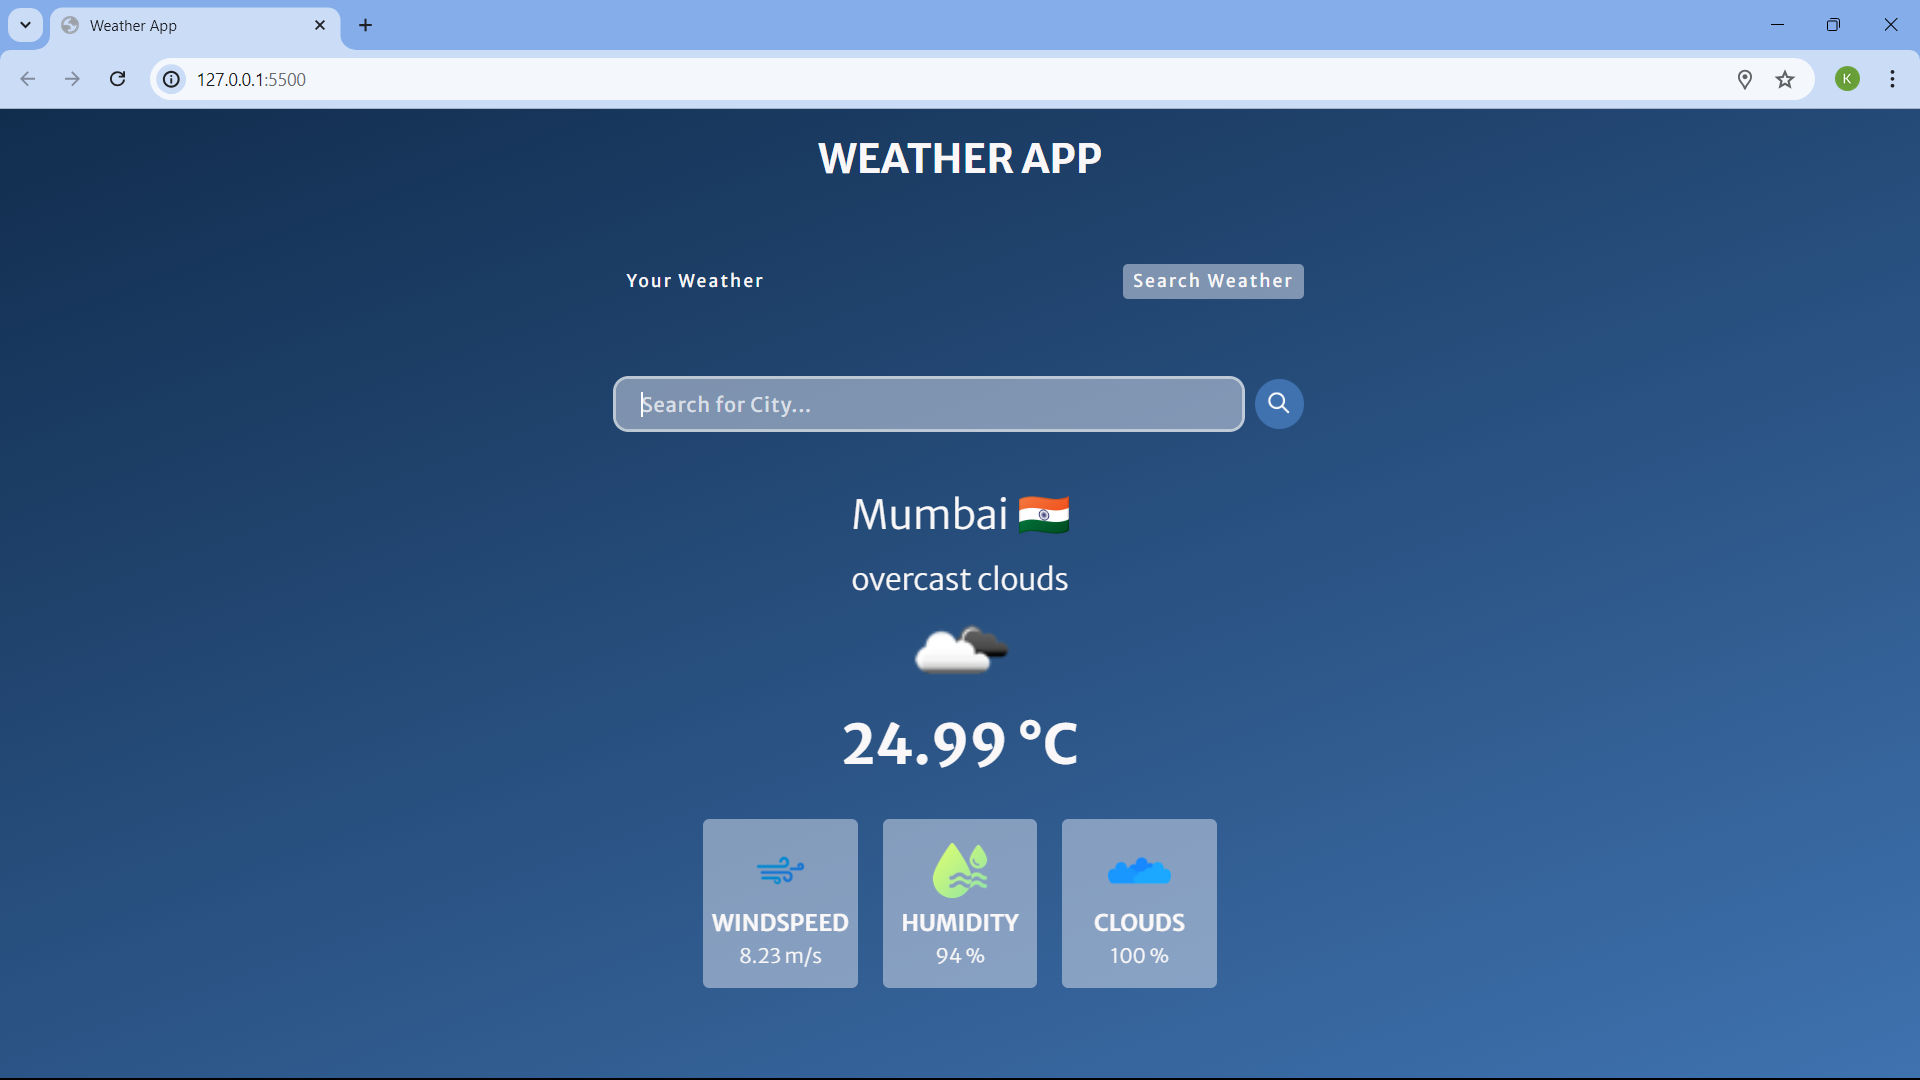 Weather App
127.0.0.1:5500
K
WEATHER APP
Your Weather
Search Weather
Search for City...
Mumbai
overcast clouds
24.99 °C
WINDSPEED
8.23 m/s
HUMIDITY
94 %
CLOUDS
100 %